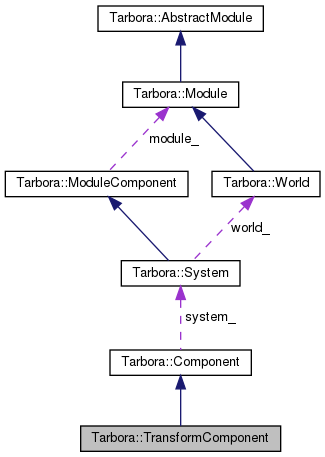 Tarbora::AbstractModule
Tarbora::Module
module_
Tarbora::ModuleComponent
Tarbora::World
world_
Tarbora::System
system_
Tarbora::Component
Tarbora::TransformComponent